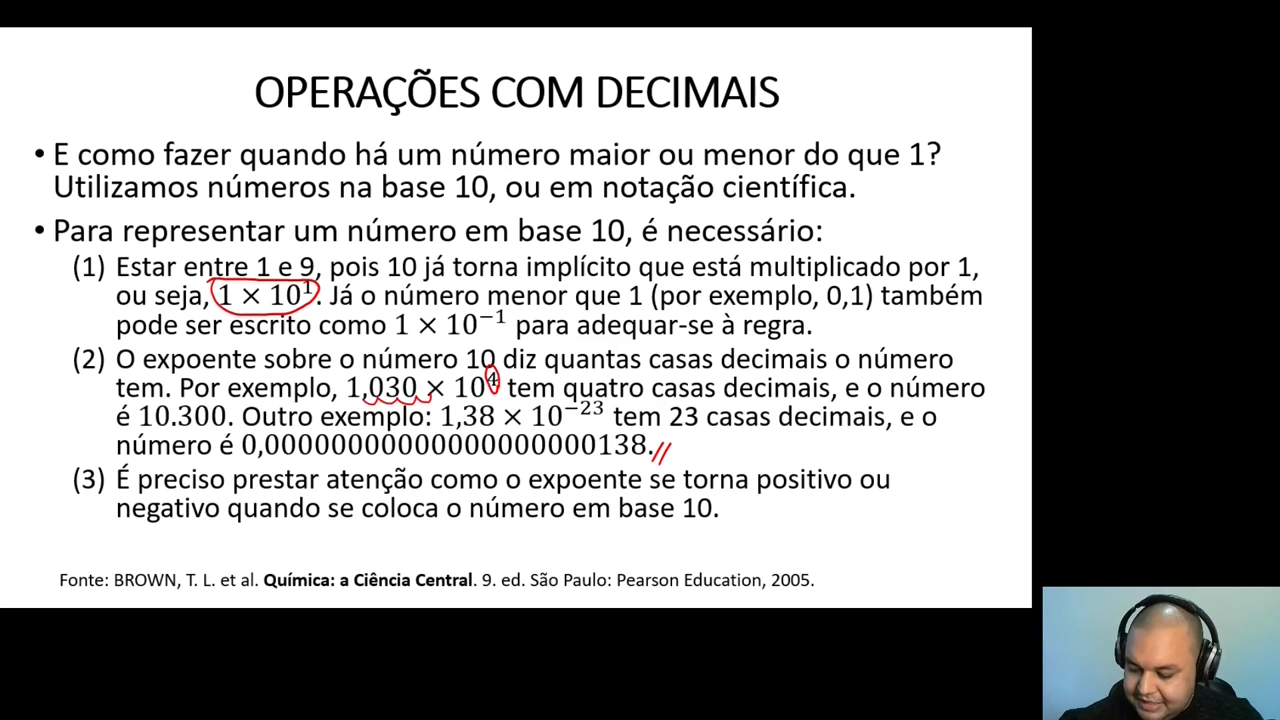 OPERAÇÕES COM DECIMAIS
• E como fazer quando há um número maior ou menor do que 1?
Utilizamos números na base 10, ou em notação científica.
• Para representar um número em base 10, é necessário:
(1) Estar entre 1 e 9, pois 10 já torna implícito que está multiplicado por 1,
ou seja, 1 × 10¹. Já o número menor que 1 (por exemplo, 0,1) também
pode ser escrito como 1 × 10⁻¹ para adequar-se à regra.
(2) O expoente sobre o número 10 diz quantas casas decimais o número
tem. Por exemplo, 1,030 × 10⁴ tem quatro casas decimais, e o número
é 10.300. Outro exemplo: 1,38 × 10⁻²³ tem 23 casas decimais, e o
número é 0,0000000000000000000000138.
(3) É preciso prestar atenção como o expoente se torna positivo ou
negativo quando se coloca o número em base 10.
Fonte: BROWN, T. L. et al. Química: a Ciência Central. 9. ed. São Paulo: Pearson Education, 2005.